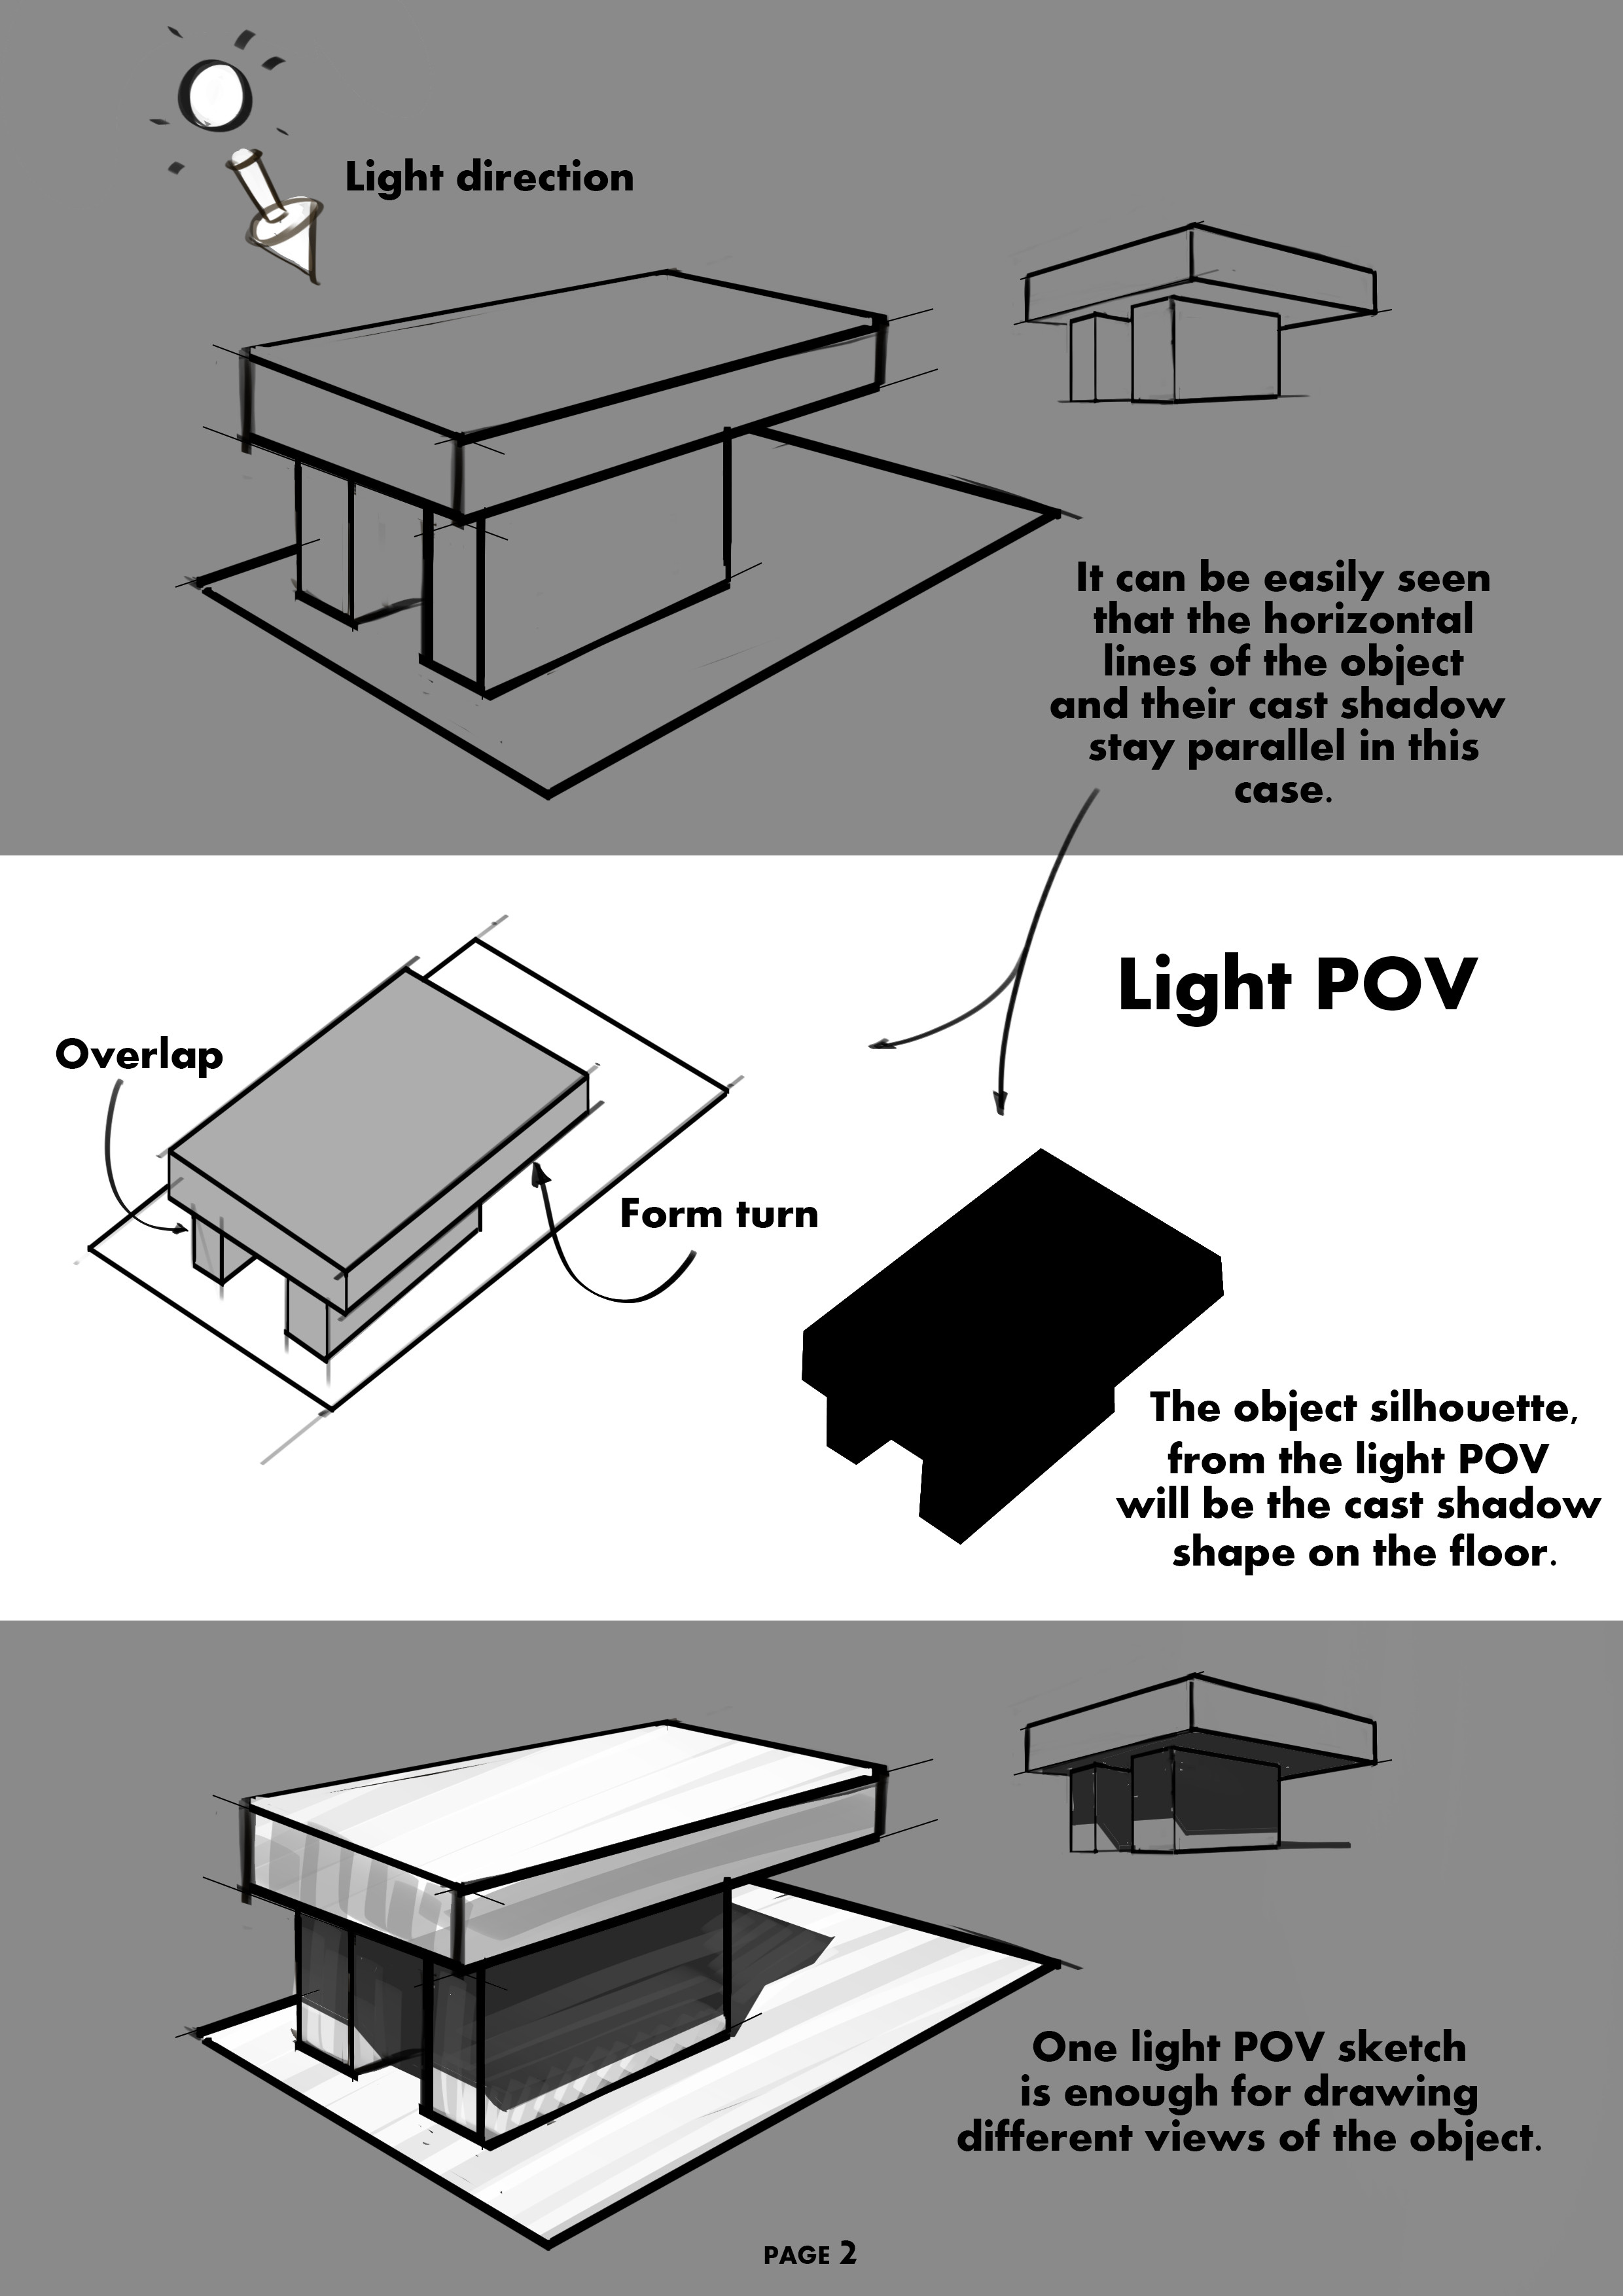 Light direction
It can be easily seen
that the horizontal
lines of the object
and their cast shadow
stay parallel in this
case.
Light POV
Overlap
Form turn
The object silhouette,
from the light POV
will be the cast shadow
shape on the floor.
One light POV sketch
is enough for drawing
different views of the object.
PAGE 2